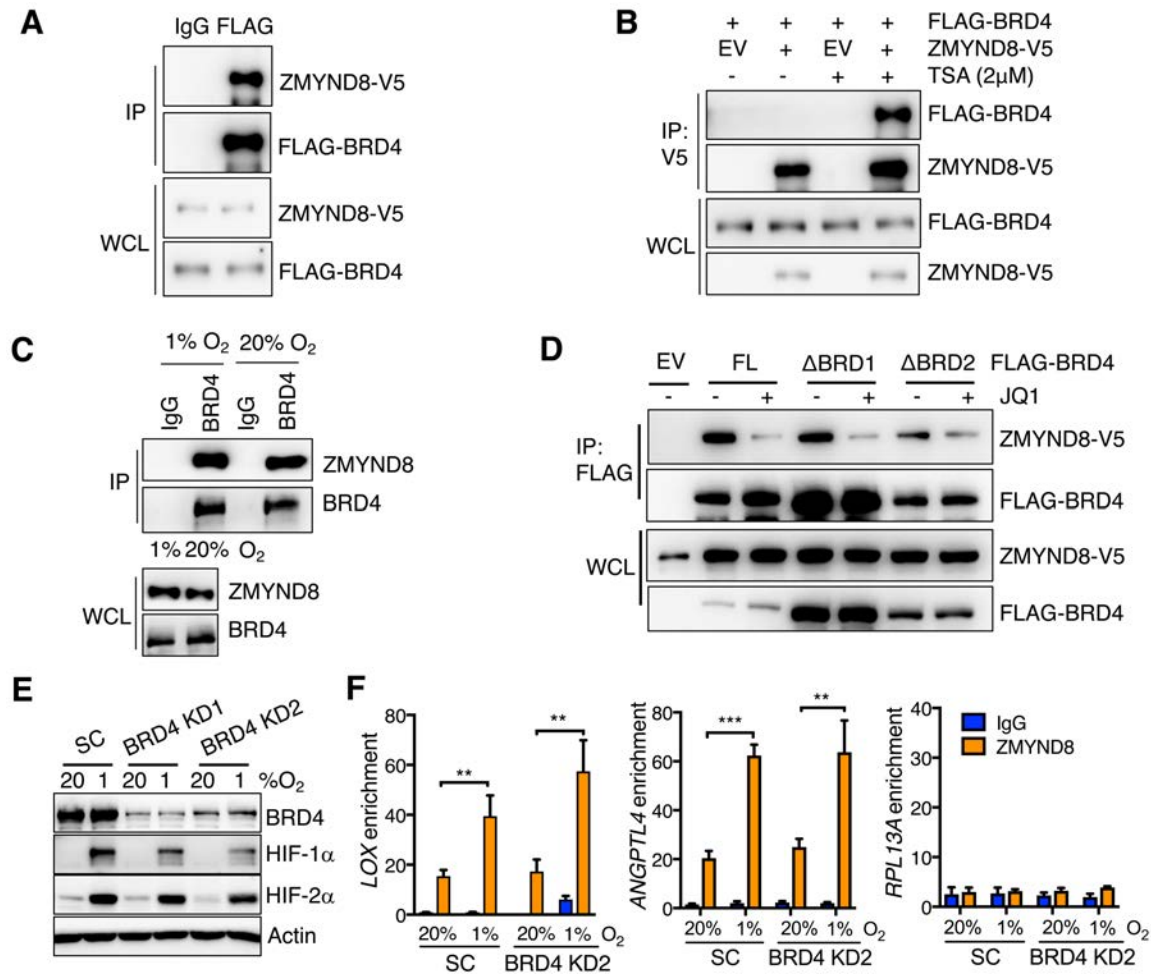 A
IgG FLAG
IP
ZMYND8-V5
FLAG-BRD4
WCL
ZMYND8-V5
FLAG-BRD4
B
+ + + + FLAG-BRD4
EV + EV + ZMYND8-V5
- - + + TSA (2μM)
IP:
V5
FLAG-BRD4
ZMYND8-V5
WCL
FLAG-BRD4
ZMYND8-V5
C
1% O2 20% O2
IgG BRD4 IgG BRD4
IP
ZMYND8
BRD4
1% 20% O2
WCL
ZMYND8
BRD4
D
EV FL ΔBRD1 ΔBRD2 FLAG-BRD4
- - + - + - + JQ1
IP:
FLAG
ZMYND8-V5
FLAG-BRD4
WCL
ZMYND8-V5
FLAG-BRD4
E
SC BRD4 KD1 BRD4 KD2
20 1 20 1 20 1 %O2
BRD4
HIF-1α
HIF-2α
Actin
F
LOX enrichment
80
60
40
20
0
**
**
20% 1% 20% 1% O2
SC BRD4 KD2
ANGPTL4 enrichment
80
60
40
20
0
***
**
20% 1% 20% 1% O2
SC BRD4 KD2
RPL13A enrichment
40
30
20
10
0
IgG
ZMYND8
20% 1% 20% 1% O2
SC BRD4 KD2